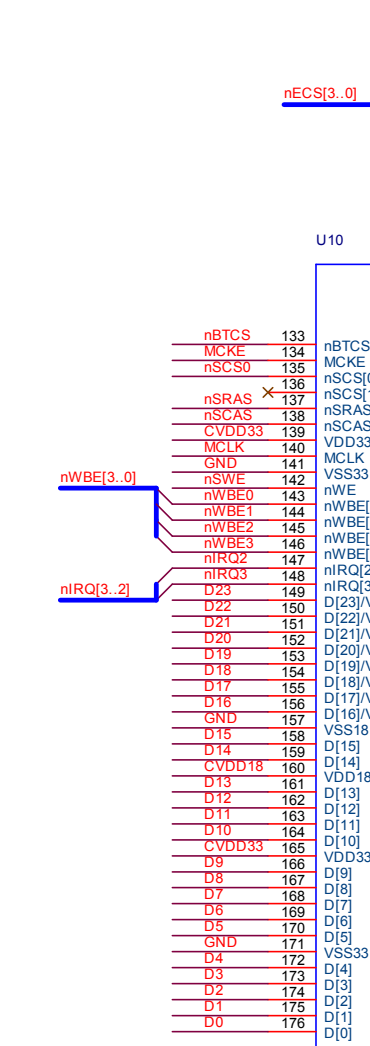 nECS[3..0]
U10
nBTCS 133 nBTCS
MCKE 134 MCKE
nSCS0 135 nSCS[0
136 nSCS[1
nSRAS 137 nSRAS
nSCAS 138 nSCAS
CVDD33 139 VDD33
MCLK 140 MCLK
GND 141 VSS33
nWBE[3..0] nSWE 142 nWE
nWBE0 143 nWBE[
nWBE1 144 nWBE[
nWBE2 145 nWBE[
nWBE3 146 nWBE[
nIRQ2 147 nIRQ[2
nIRQ[3..2] nIRQ3 148 nIRQ[3
D23 149 D[23]/V
D22 150 D[22]/V
D21 151 D[21]/V
D20 152 D[20]/V
D19 153 D[19]/V
D18 154 D[18]/V
D17 155 D[17]/V
D16 156 D[16]/V
GND 157 VSS18
D15 158 D[15]
D14 159 D[14]
CVDD18 160 VDD18
D13 161 D[13]
D12 162 D[12]
D11 163 D[11]
D10 164 D[10]
CVDD33 165 VDD33
D9 166 D[9]
D8 167 D[8]
D7 168 D[7]
D6 169 D[6]
D5 170 D[5]
GND 171 VSS33
D4 172 D[4]
D3 173 D[3]
D2 174 D[2]
D1 175 D[1]
D0 176 D[0]